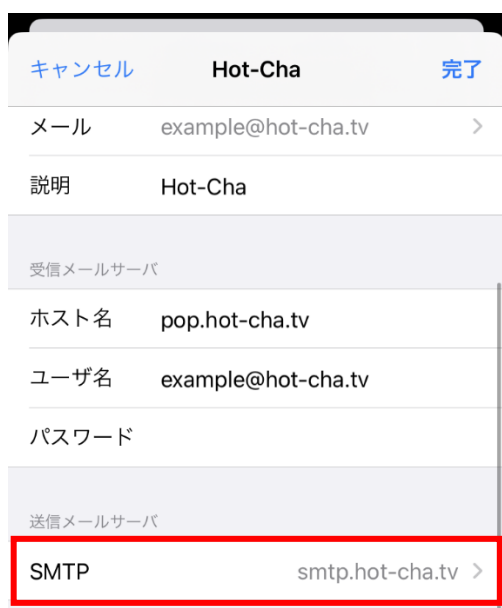 キャンセル Hot-Cha 完了
メール example@hot-cha.tv
説明 Hot-Cha
受信メールサーバ
ホスト名 pop.hot-cha.tv
ユーザ名 example@hot-cha.tv
パスワード
送信メールサーバ
SMTP smtp.hot-cha.tv